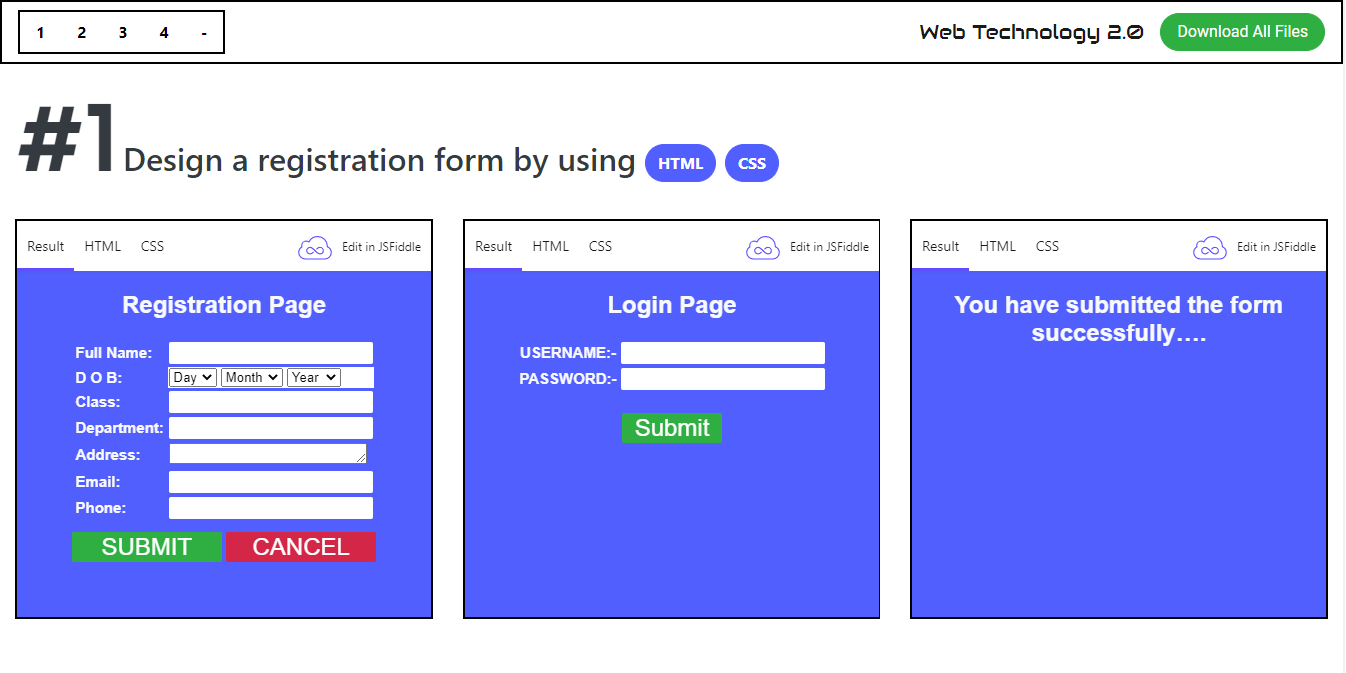 1 2 3 4 -
Web Technology 2.0 Download All Files
#1 Design a registration form by using HTML CSS
Result HTML CSS Edit in JSFiddle
Registration Page
Full Name:
D O B: Day Month Year
Class:
Department:
Address:
Email:
Phone:
SUBMIT CANCEL
Result HTML CSS Edit in JSFiddle
Login Page
USERNAME:-
PASSWORD:-
Submit
Result HTML CSS Edit in JSFiddle
You have submitted the form
successfully….